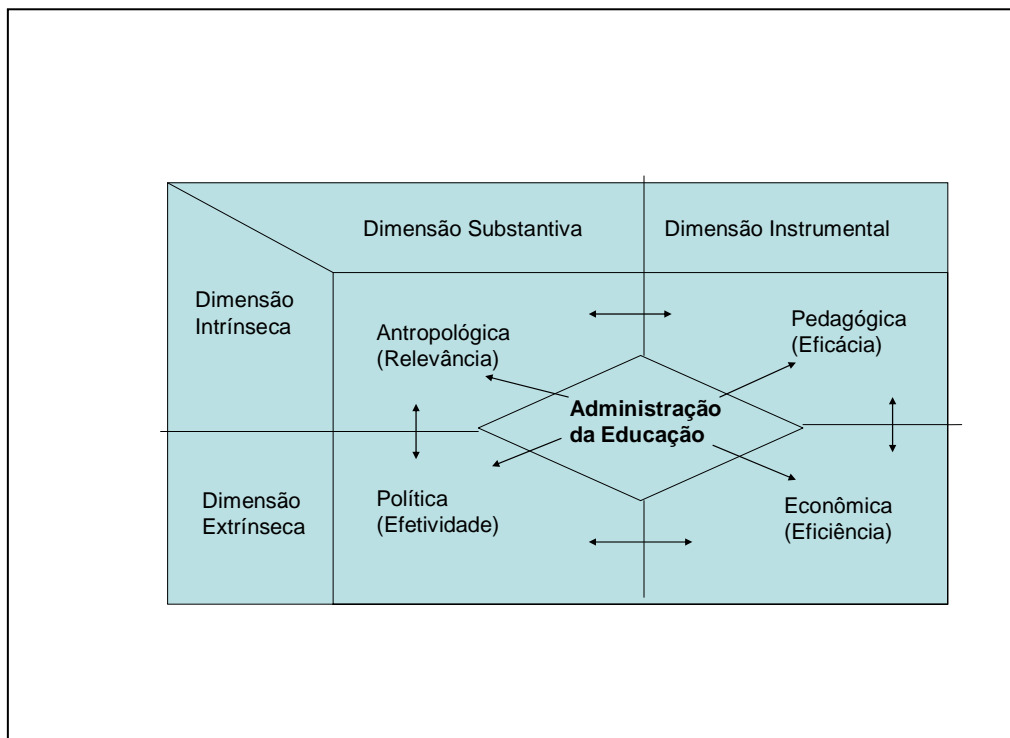 Dimensão Substantiva
Dimensão Instrumental
Dimensão
Intrínseca
Antropológica
(Relevância)
Pedagógica
(Eficácia)
Administração
da Educação
Dimensão
Extrínseca
Política
(Efetividade)
Econômica
(Eficiência)